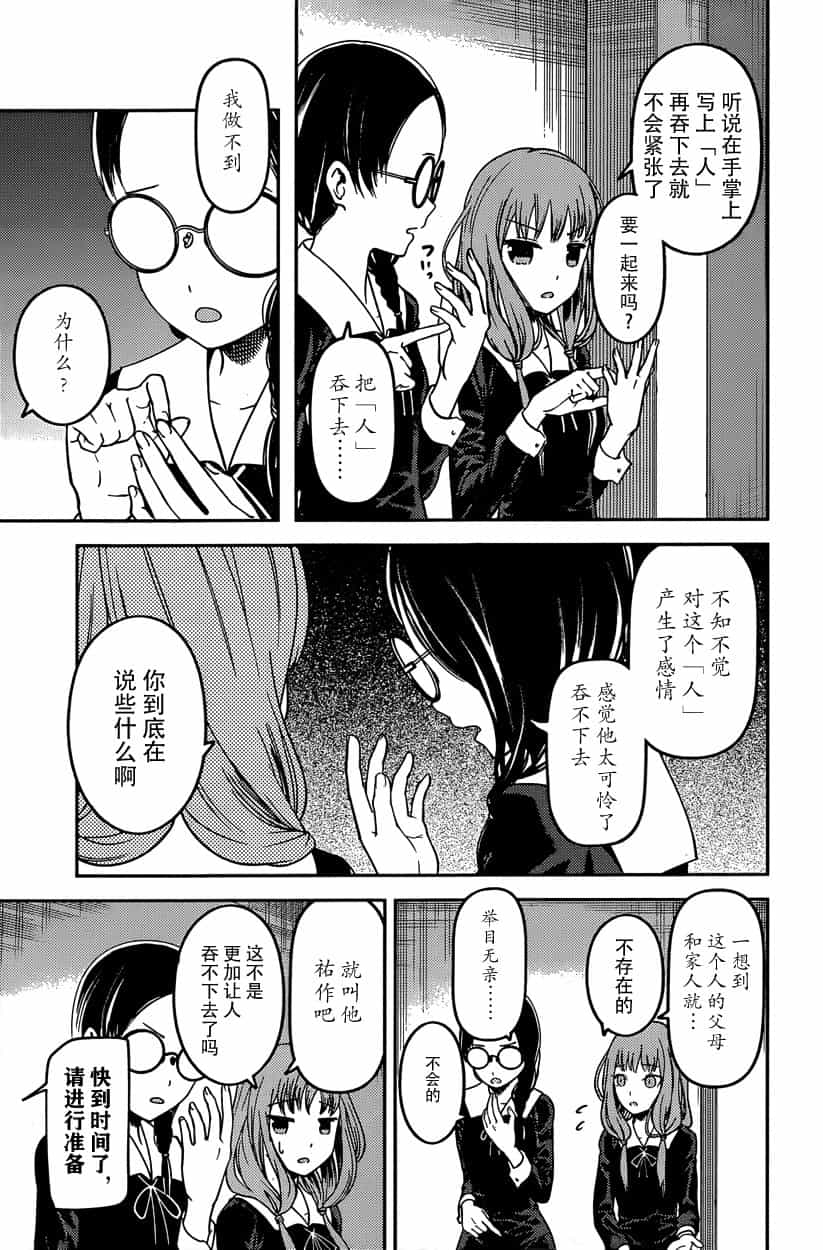 听说在手掌上
写上「人」
再吞下去就
不会紧张了
要一起来吗？
把「人」
吞下去……
我做不到
为什么？
不知不觉
对这个「人」
产生了感情
感觉他太可怜了
吞不下去
你到底在
说些什么啊
一想到
这个人的父母
和家人就…
不存在的
举目无亲……
不会的
就叫他
祐作吧
这不是
更加让人
吞不下去了吗
快到时间了，
请进行准备